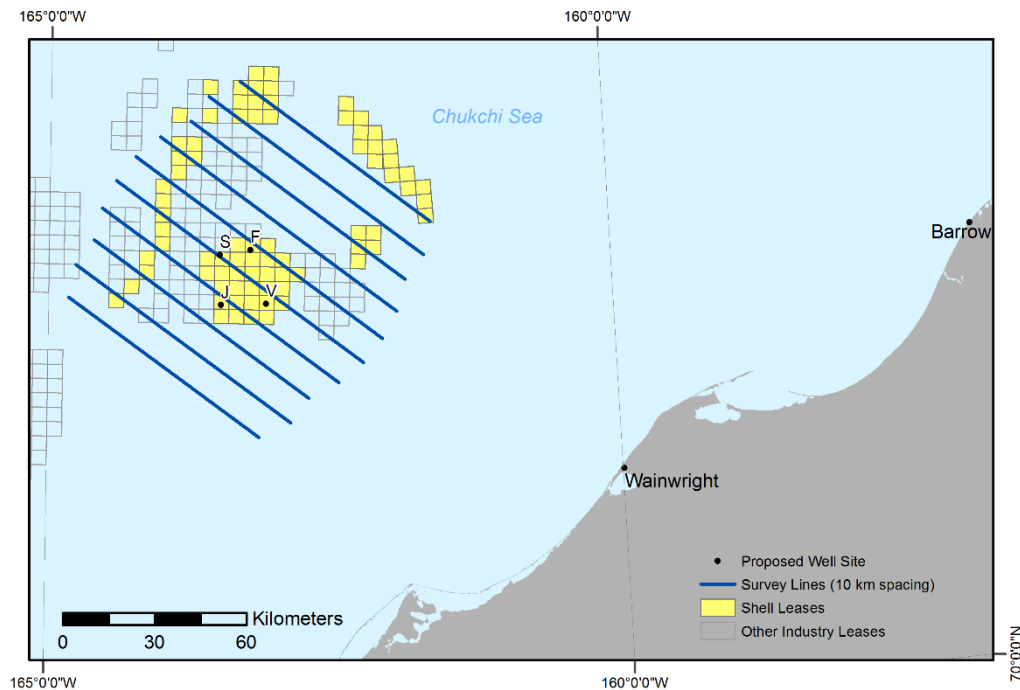 165°0'0"W 160°0'0"W
Chukchi Sea
Barrow
S F
J V
Wainwright
Proposed Well Site
Survey Lines (10 km spacing)
Shell Leases
Other Industry Leases
Kilometers
0 30 60
70°0'0"N
165°0'0"W 160°0'0"W